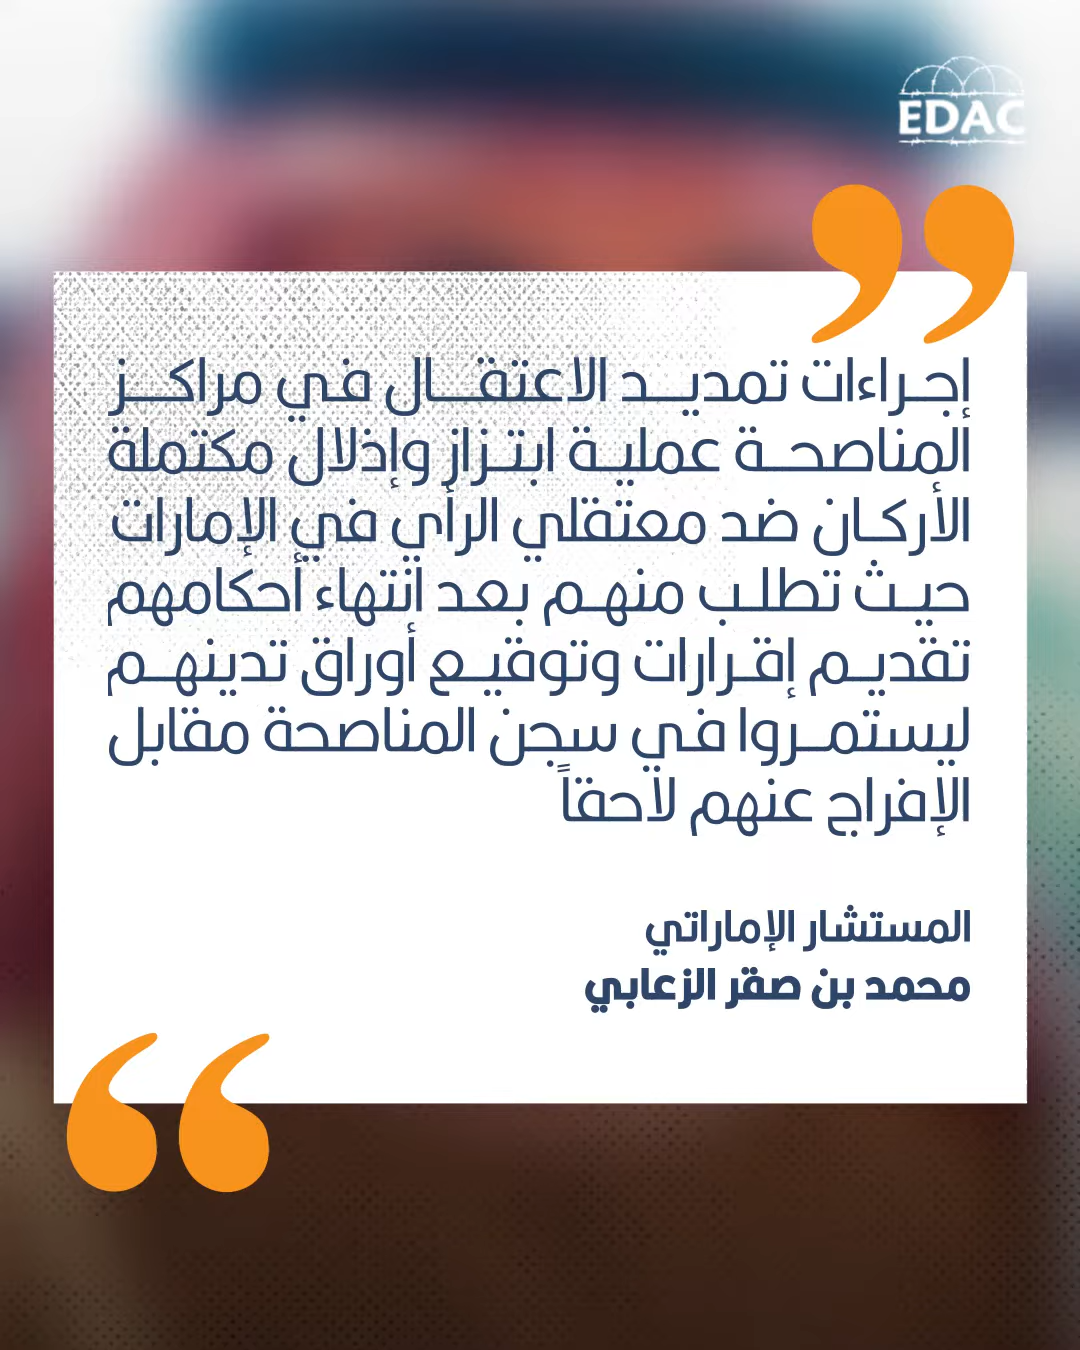 EDAC
إجراءات تمديد الاعتقال في مراكز
المناصحة عملية ابتزاز وإذلال مكتملة
الأركان ضد معتقلي الرأي في الإمارات
حيث تطلب منهم بعد انتهاء أحكامهم
تقديم إقرارات وتوقيع أوراق تدينهم
ليستمروا في سجن المناصحة مقابل
الإفراج عنهم لاحقاً
المستشار الإماراتي
محمد بن صقر الزعابي